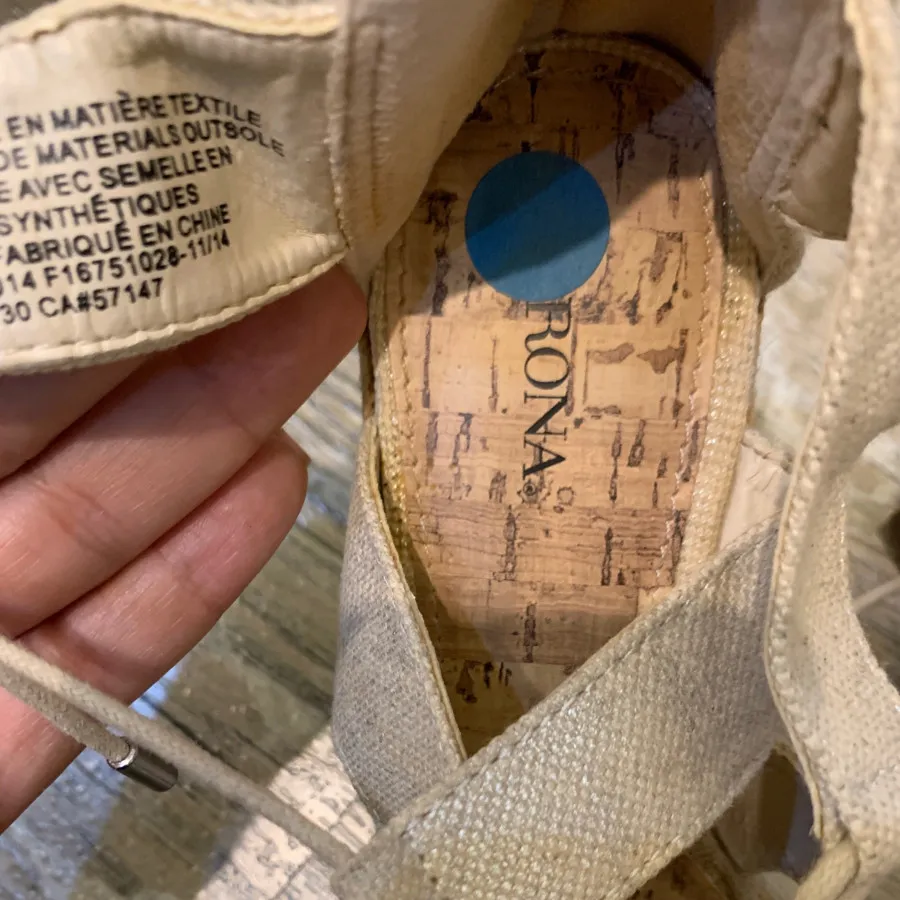 EN MATIÈRE TEXTILE
DE MATERIALS OUTSOLE
E AVEC SEMELLE EN
SYNTHÉTIQUES
FABRIQUÉ EN CHINE
014 F16751028-11/14
30 CA#57147
RONA®